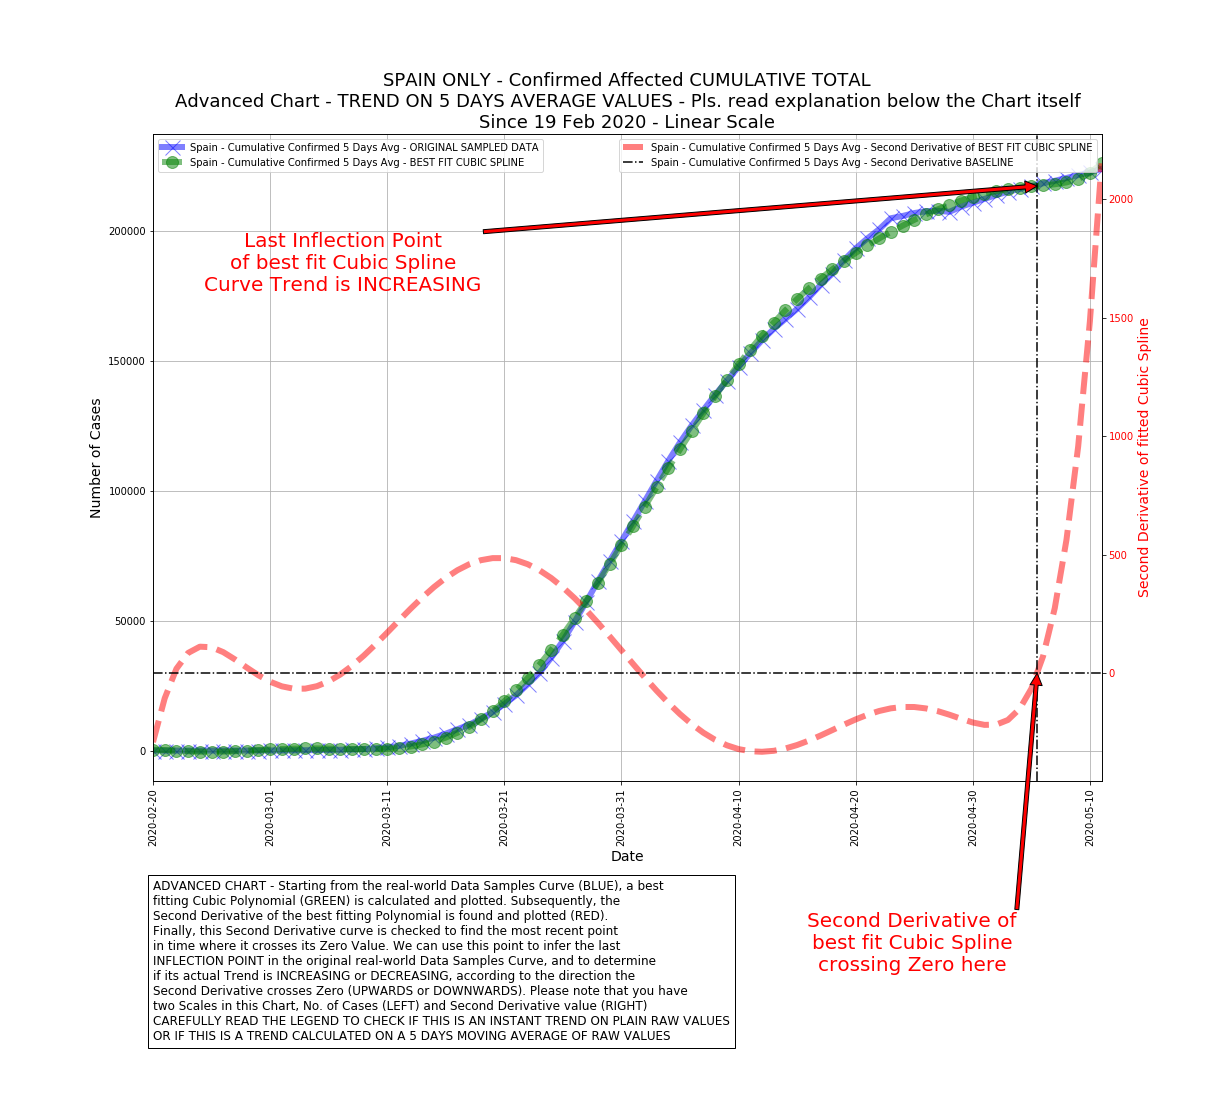 SPAIN ONLY - Confirmed Affected CUMULATIVE TOTAL
Advanced Chart - TREND ON 5 DAYS AVERAGE VALUES - Pls. read explanation below the Chart itself
Since 19 Feb 2020 - Linear Scale
Spain - Cumulative Confirmed 5 Days Avg - ORIGINAL SAMPLED DATA
Spain - Cumulative Confirmed 5 Days Avg - BEST FIT CUBIC SPLINE
Spain - Cumulative Confirmed 5 Days Avg - Second Derivative of BEST FIT CUBIC SPLINE
Spain - Cumulative Confirmed 5 Days Avg - Second Derivative BASELINE
Last Inflection Point
of best fit Cubic Spline
Curve Trend is INCREASING
Number of Cases
200000
150000
100000
50000
0
2000
1500
1000
500
0
Second Derivative of fitted Cubic Spline
2020-02-20
2020-03-01
2020-03-11
2020-03-21
2020-03-31
2020-04-10
2020-04-20
2020-04-30
2020-05-10
Date
ADVANCED CHART - Starting from the real-world Data Samples Curve (BLUE), a best
fitting Cubic Polynomial (GREEN) is calculated and plotted. Subsequently, the
Second Derivative of the best fitting Polynomial is found and plotted (RED).
Finally, this Second Derivative curve is checked to find the most recent point
in time where it crosses its Zero Value. We can use this point to infer the last
INFLECTION POINT in the original real-world Data Samples Curve, and to determine
if its actual Trend is INCREASING or DECREASING, according to the direction the
Second Derivative crosses Zero (UPWARDS or DOWNWARDS). Please note that you have
two Scales in this Chart, No. of Cases (LEFT) and Second Derivative value (RIGHT)
CAREFULLY READ THE LEGEND TO CHECK IF THIS IS AN INSTANT TREND ON PLAIN RAW VALUES
OR IF THIS IS A TREND CALCULATED ON A 5 DAYS MOVING AVERAGE OF RAW VALUES
Second Derivative of
best fit Cubic Spline
crossing Zero here